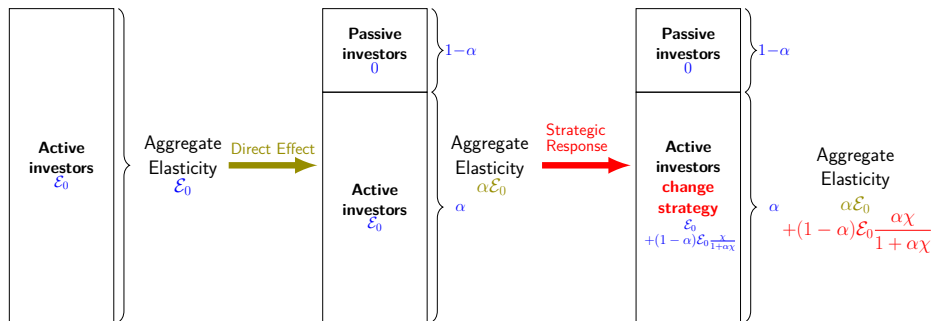 Active
investors
ℰ₀
Aggregate
Elasticity
ℰ₀
Direct Effect
Passive
investors
0
1−α
Active
investors
ℰ₀
α
Aggregate
Elasticity
αℰ₀
Strategic
Response
Passive
investors
0
1−α
Active
investors
change
strategy
ℰ₀
+(1 − α)ℰ₀ χ/(1+αχ)
α
Aggregate
Elasticity
αℰ₀
+(1 − α)ℰ₀ αχ/(1 + αχ)